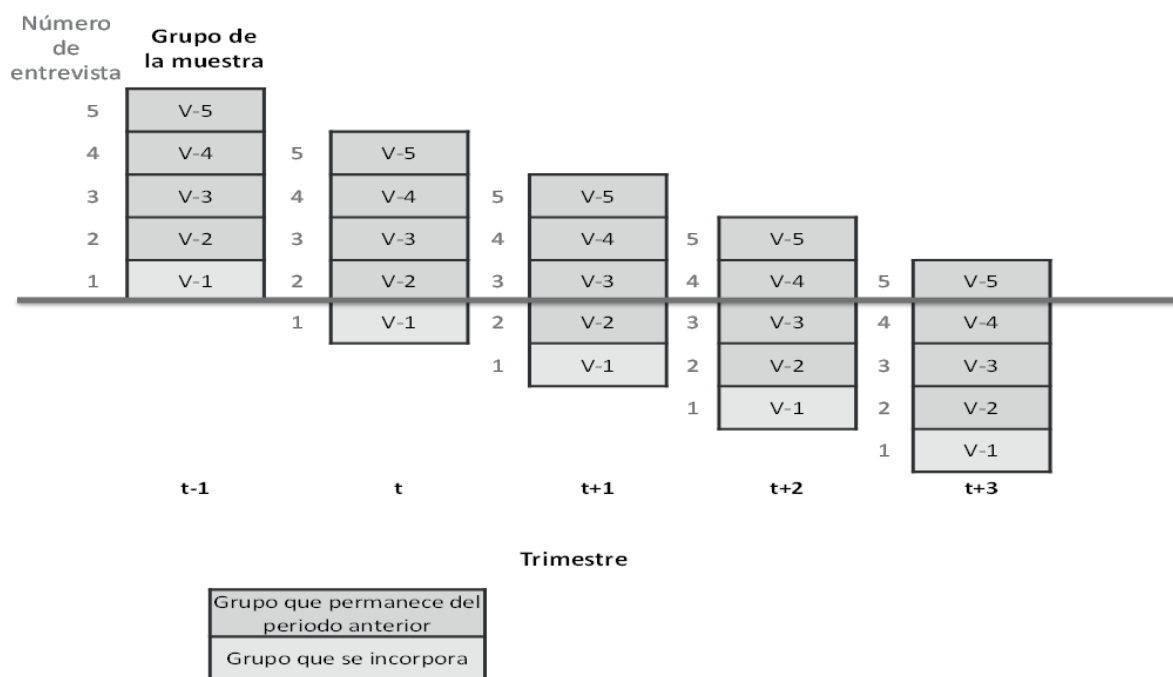 Número
de
entrevista
Grupo de
la muestra
5 V-5
4 V-4 5 V-5
3 V-3 4 V-4 5 V-5
2 V-2 3 V-3 4 V-4 5 V-5
1 V-1 2 V-2 3 V-3 4 V-4 5 V-5
1 V-1 2 V-2 3 V-3 4 V-4
1 V-1 2 V-2 3 V-3
1 V-1 2 V-2
1 V-1
t-1 t t+1 t+2 t+3
Trimestre
Grupo que permanece del
periodo anterior
Grupo que se incorpora